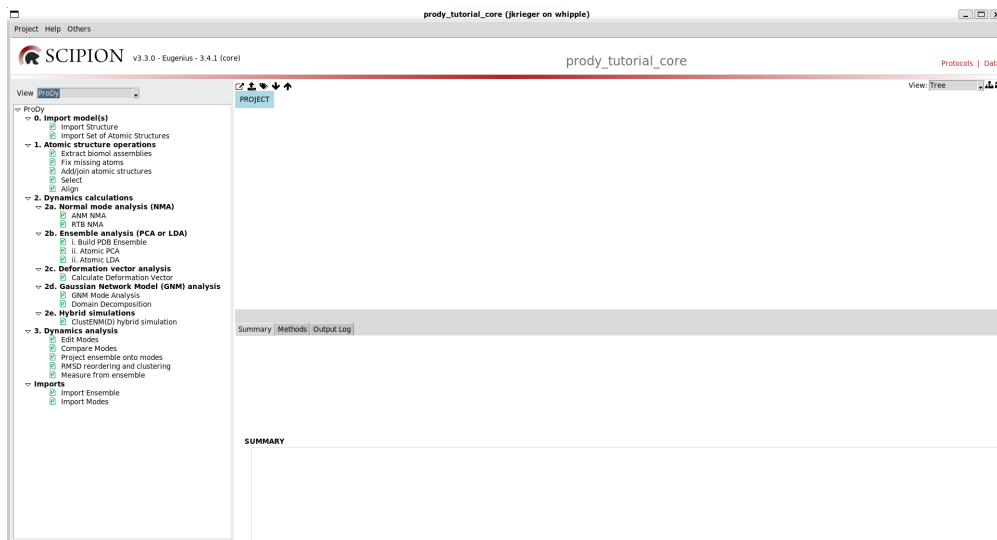 prody_tutorial_core (jkrieger on whipple)
Project Help Others
SCIPION v3.3.0 - Eugenius - 3.4.1 (core)
prody_tutorial_core
Protocols | Dat
View ProDy
View: Tree
PROJECT
ProDy
0. Import model(s)
Import Structure
Import Set of Atomic Structures
1. Atomic structure operations
Extract biomol assemblies
Fix missing atoms
Add/join atomic structures
Select
Align
2. Dynamics calculations
2a. Normal mode analysis (NMA)
ANM NMA
RTB NMA
2b. Ensemble analysis (PCA or LDA)
i. Build PDB Ensemble
ii. Atomic PCA
ii. Atomic LDA
2c. Deformation vector analysis
Calculate Deformation Vector
2d. Gaussian Network Model (GNM) analysis
GNM Mode Analysis
Domain Decomposition
2e. Hybrid simulations
ClustENM(D) hybrid simulation
3. Dynamics analysis
Edit Modes
Compare Modes
Project ensemble onto modes
RMSD reordering and clustering
Measure from ensemble
Imports
Import Ensemble
Import Modes
Summary Methods Output Log
SUMMARY